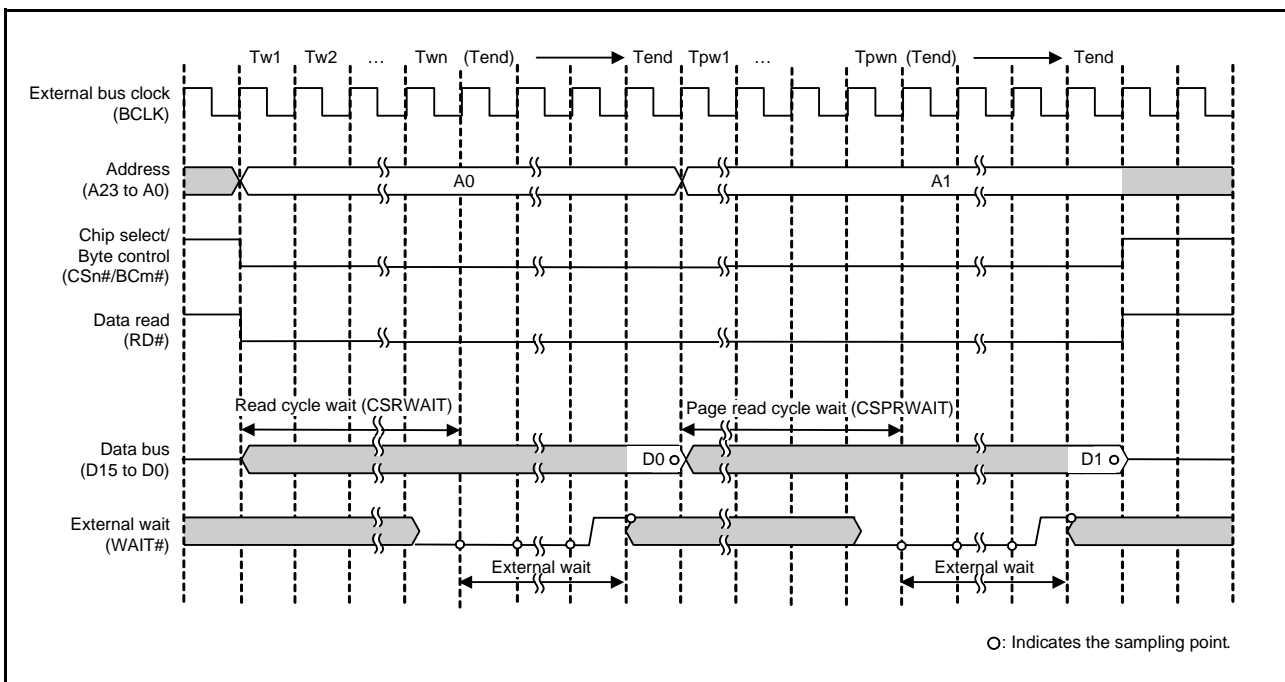 Tw1 Tw2 … Twn (Tend) Tend Tpw1 … Tpwn (Tend) Tend
External bus clock
(BCLK)
Address
(A23 to A0)
A0 A1
Chip select/
Byte control
(CSn#/BCm#)
Data read
(RD#)
Read cycle wait (CSRWAIT) Page read cycle wait (CSPRWAIT)
Data bus
(D15 to D0)
D0 D1
External wait
(WAIT#)
External wait External wait
: Indicates the sampling point.